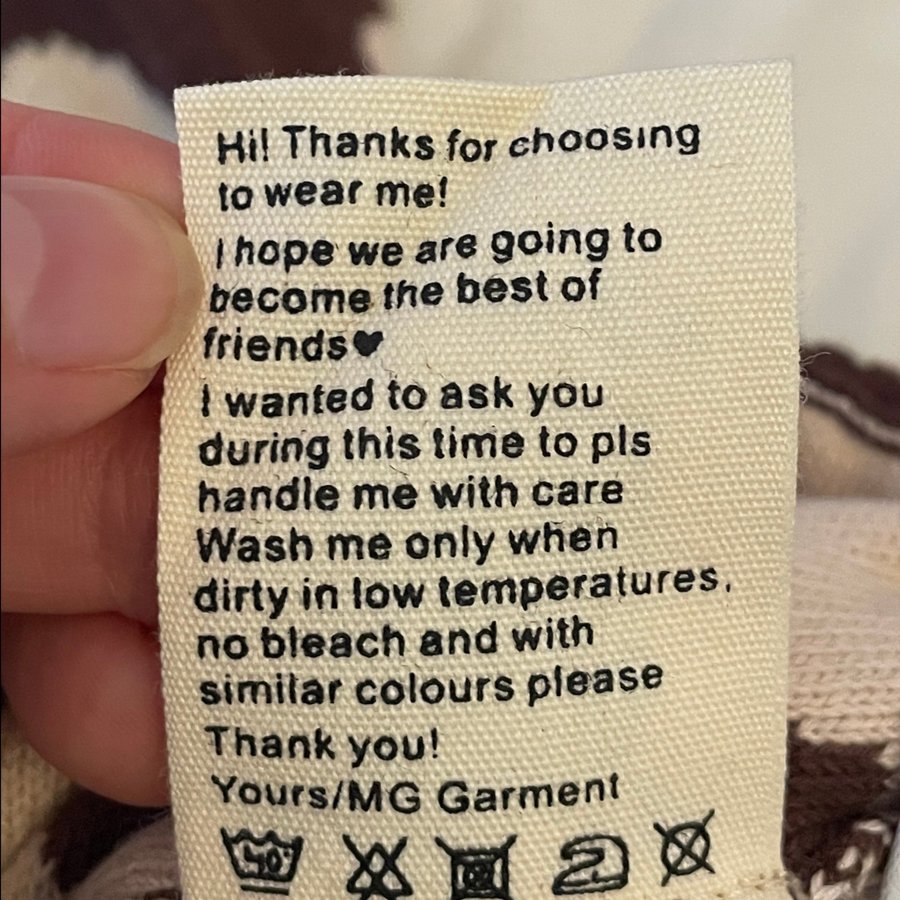 Hi! Thanks for choosing
to wear me!
I hope we are going to
become the best of
friends♥
I wanted to ask you
during this time to pls
handle me with care
Wash me only when
dirty in low temperatures,
no bleach and with
similar colours please
Thank you!
Yours/MG Garment
40°